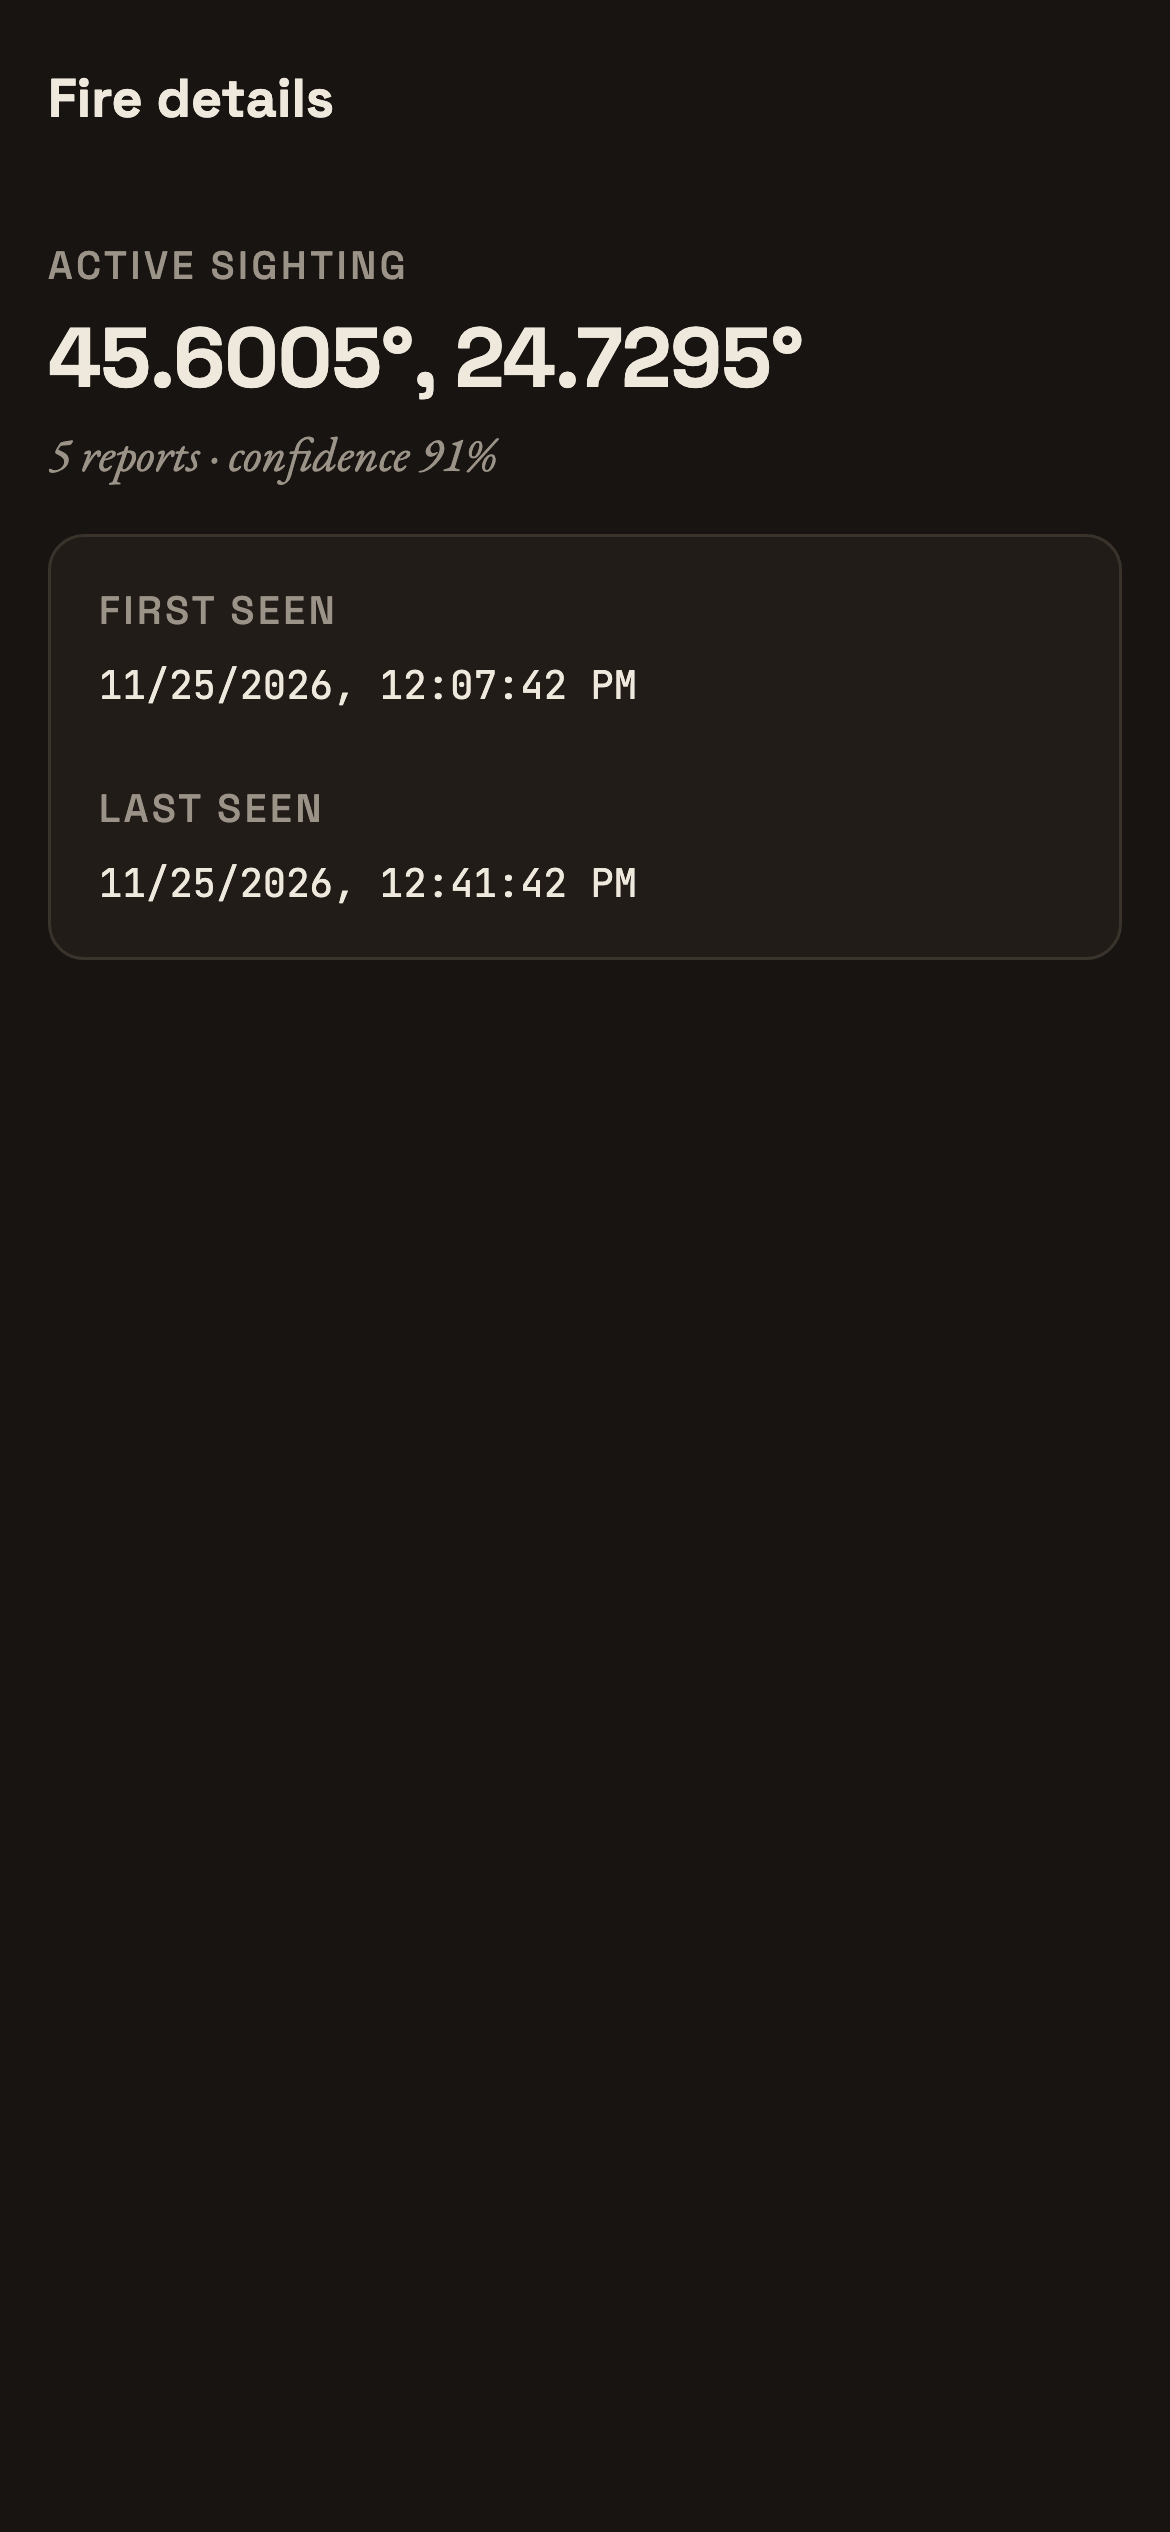 Fire details
ACTIVE SIGHTING
45.6005°, 24.7295°
5 reports · confidence 91%
FIRST SEEN
11/25/2026, 12:07:42 PM
LAST SEEN
11/25/2026, 12:41:42 PM